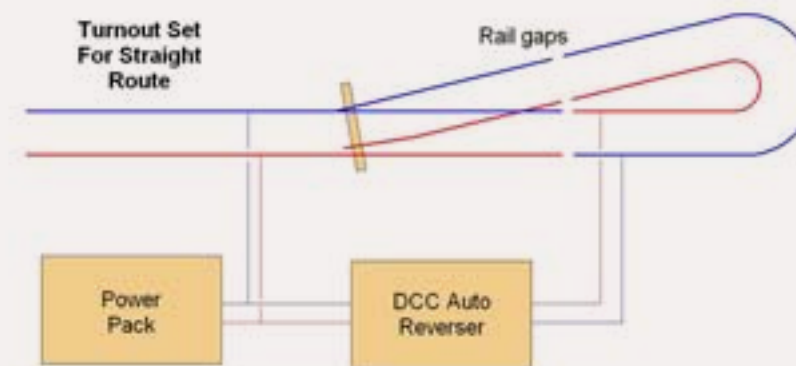 Turnout Set
For Straight
Route
Rail gaps
Power
Pack
DCC Auto
Reverser